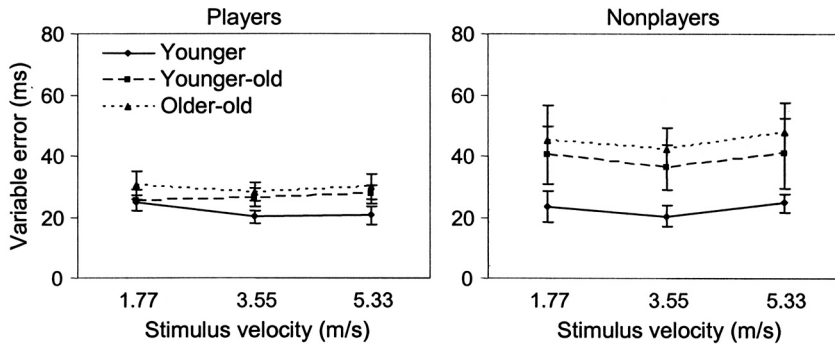 Players
Nonplayers
Variable error (ms)
80
60
40
20
0
Younger
Younger-old
Older-old
1.77
3.55
5.33
Stimulus velocity (m/s)
80
60
40
20
0
1.77
3.55
5.33
Stimulus velocity (m/s)